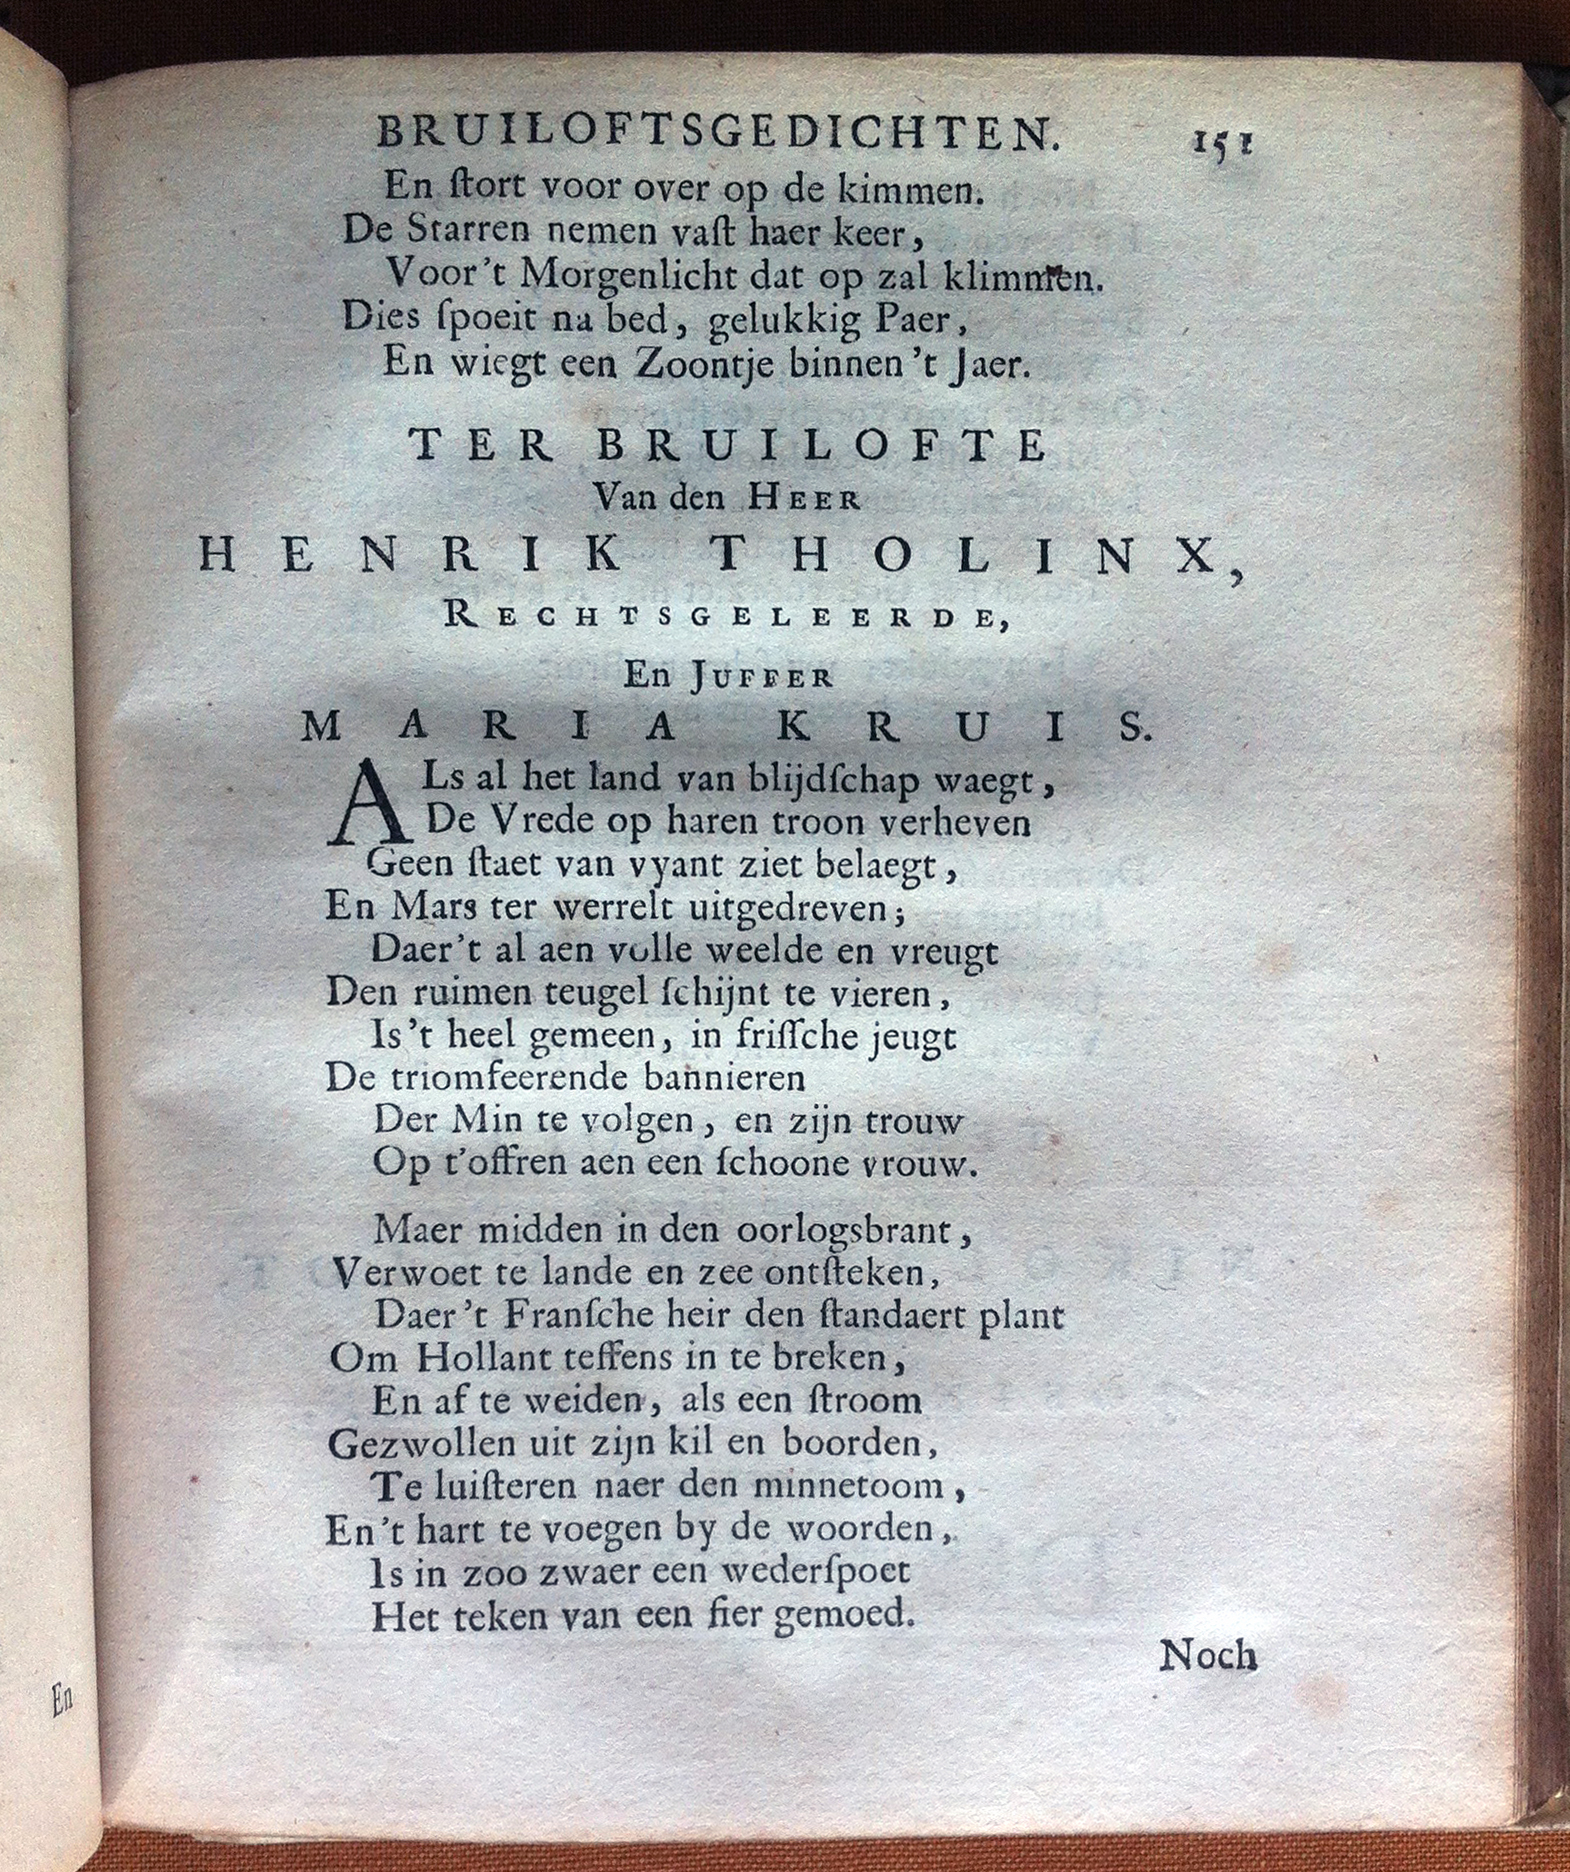 BRUILOFTSGEDICHTEN. 151
En ſtort voor over op de kimmen.
De Starren nemen vaſt haer keer,
Voor't Morgenlicht dat op zal klimmen.
Dies ſpoeit na bed, gelukkig Paer,
En wiegt een Zoontje binnen 't Jaer.
TER BRUILOFTE
Van den HEER
HENRIK THOLINX,
RECHTSGELEERDE,
En JUFFER
MARIA KRUIS.
ALs al het land van blijdſchap waegt,
De Vrede op haren troon verheven
Geen ſtaet van vyant ziet belaegt,
En Mars ter werrelt uitgedreven;
Daer't al aen volle weelde en vreugt
Den ruimen teugel ſchijnt te vieren,
Is 't heel gemeen, in friſſche jeugt
De triomfeerende bannieren
Der Min te volgen, en zijn trouw
Op t'offren aen een ſchoone vrouw.
Maer midden in den oorlogsbrant,
Verwoet te lande en zee ontſteken,
Daer 't Franſche heir den ſtandaert plant
Om Hollant teffens in te breken,
En af te weiden, als een ſtroom
Gezwollen uit zijn kil en boorden,
Te luiſteren naer den minnetoom,
En 't hart te voegen by de woorden,
Is in zoo zwaer een wederſpoet
Het teken van een fier gemoed.
Noch
En